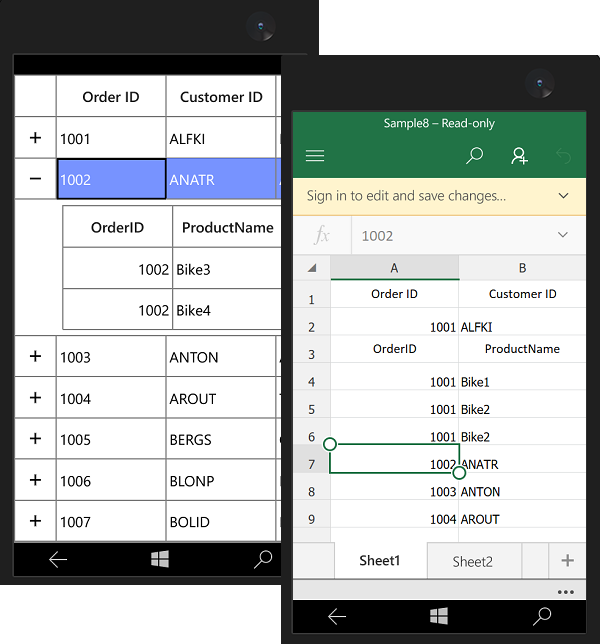 Order ID Customer ID
+ 1001 ALFKI
− 1002 ANATR
OrderID ProductName
1002 Bike3
1002 Bike4
+ 1003 ANTON
+ 1004 AROUT
+ 1005 BERGS
+ 1006 BLONP
+ 1007 BOLID
Sample8 – Read-only
Sign in to edit and save changes...
fx 1002
A B
1 Order ID Customer ID
2 1001 ALFKI
3 OrderID ProductName
4 1001 Bike1
5 1001 Bike2
6 1001 Bike2
7 1002 ANATR
8 1003 ANTON
9 1004 AROUT
Sheet1 Sheet2 +